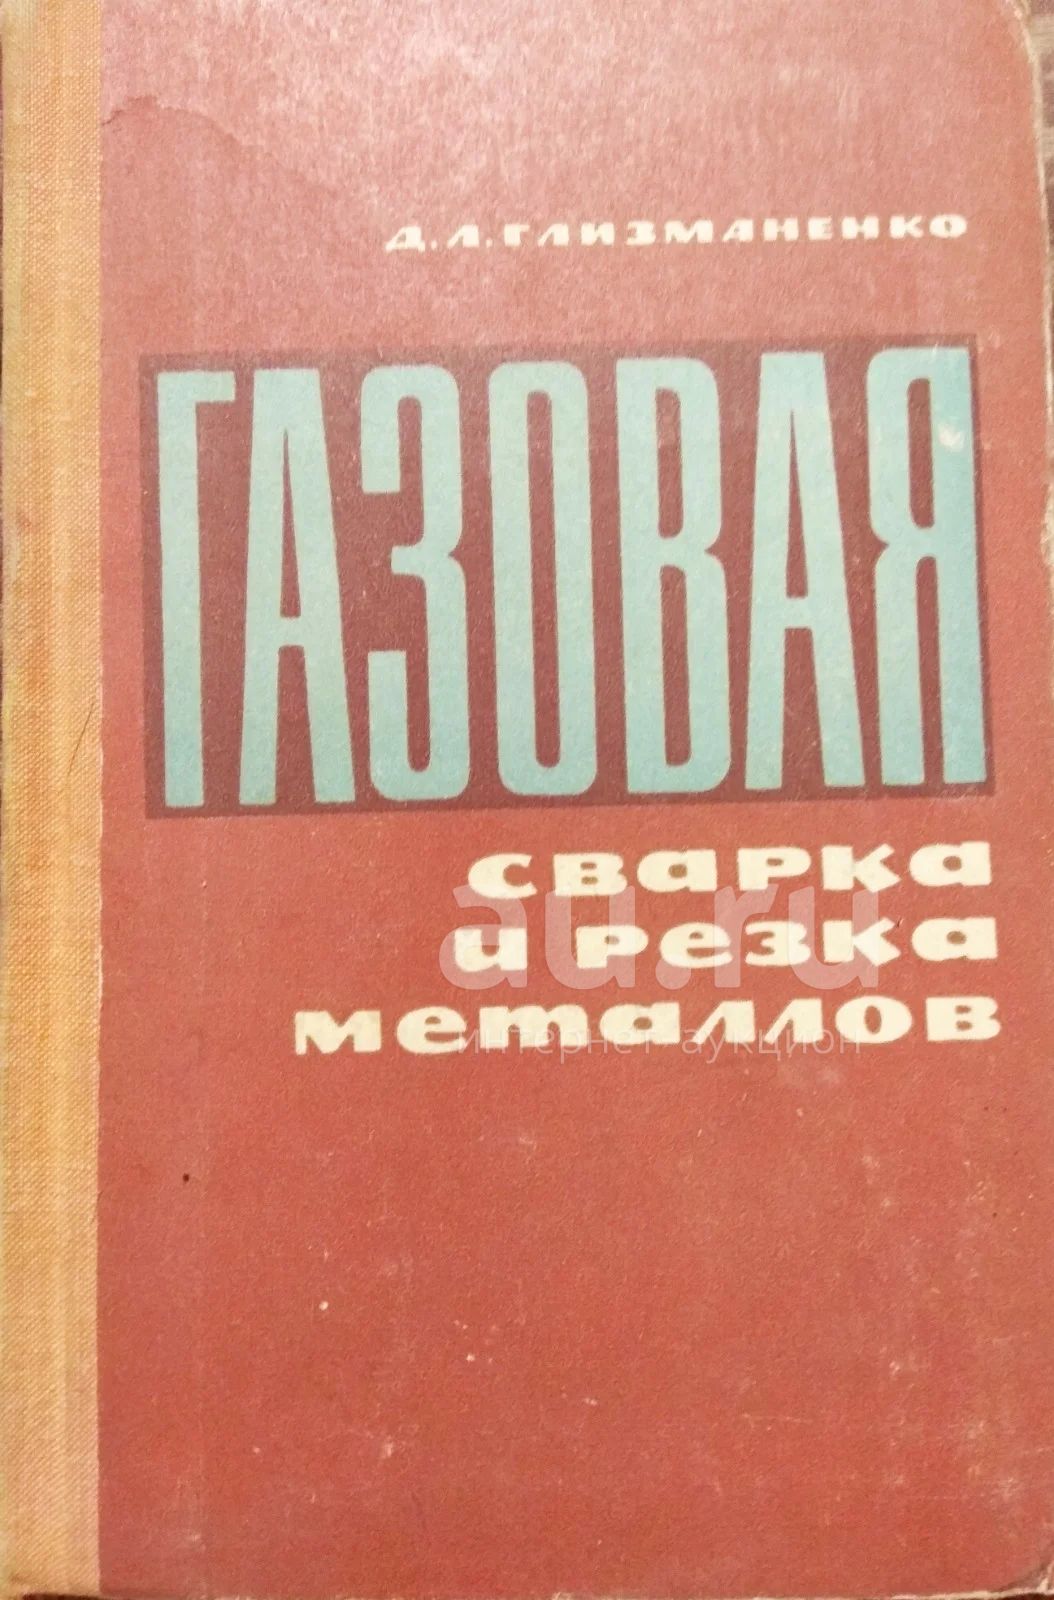 Д.Л.ГЛИЗМАНЕНКО
ГАЗОВАЯ
сварка
и резка
металлов
au.ru
интернет-аукцион